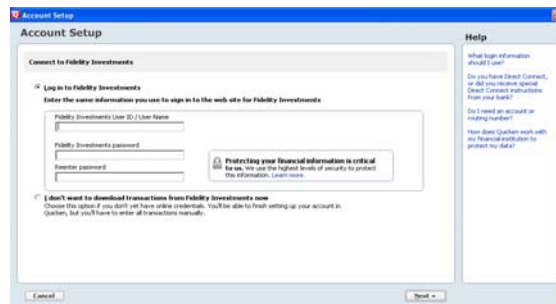 Account Setup
Account Setup
Connect to Fidelity Investments
Log in to Fidelity Investments
Enter the same information you use to sign in to the web site for Fidelity Investments
Fidelity Investments User ID / User Name
Fidelity Investments password
Reenter password
Protecting your financial information is critical
to us. We use the highest levels of security to protect
this information. Learn more.
I don't want to download transactions from Fidelity Investments now
Choose this option if you don't yet have online credentials. You'll be able to finish setting up your account in
Quicken, but you'll have to enter all transactions manually.
Cancel
Next
Help
What login information
should I use?
Do you have Direct Connect,
or did you receive special
Direct Connect instructions
from your bank?
Do I need an account or
routing number?
How does Quicken work with
my financial institution to
protect my data?